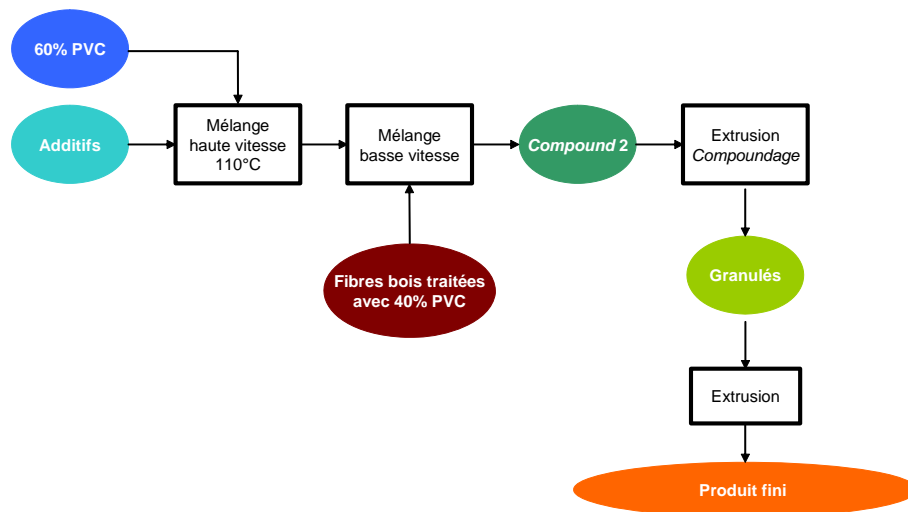 60% PVC
Additifs
Mélange
haute vitesse
110°C
Mélange
basse vitesse
Compound 2
Extrusion
Compoundage
Fibres bois traitées
avec 40% PVC
Granulés
Extrusion
Produit fini